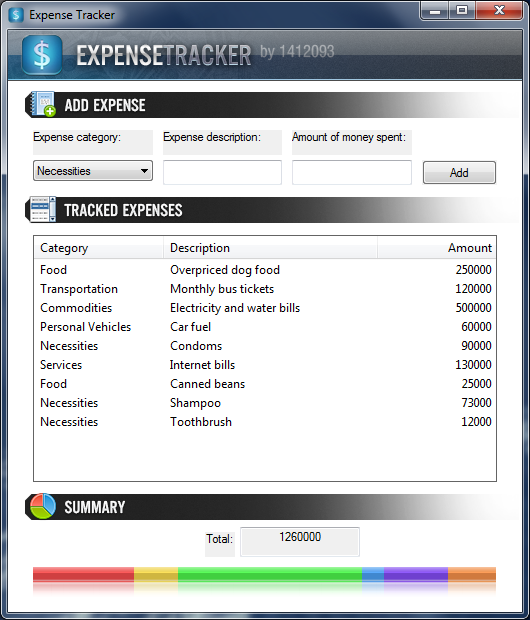 Expense Tracker
$ EXPENSETRACKER by 1412093
ADD EXPENSE
Expense category: Expense description: Amount of money spent:
Necessities Add
TRACKED EXPENSES
Category Description Amount
Food Overpriced dog food 250000
Transportation Monthly bus tickets 120000
Commodities Electricity and water bills 500000
Personal Vehicles Car fuel 60000
Necessities Condoms 90000
Services Internet bills 130000
Food Canned beans 25000
Necessities Shampoo 73000
Necessities Toothbrush 12000
SUMMARY
Total: 1260000